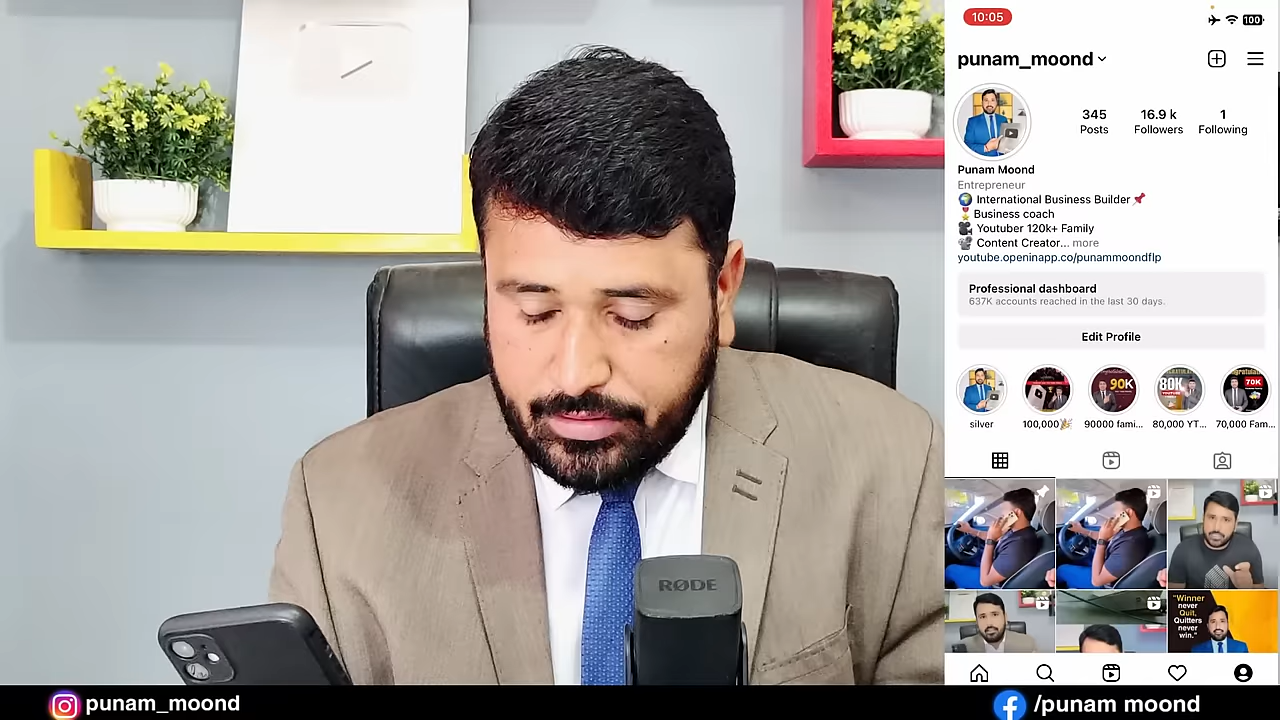 10:05
100
punam_moond
345
Posts
16.9 k
Followers
1
Following
Punam Moond
Entrepreneur
International Business Builder
Business coach
Youtuber 120k+ Family
Content Creator... more
youtube.openinapp.co/punammoondflp
Professional dashboard
637K accounts reached in the last 30 days.
Edit Profile
90K
80K
70K
silver
100,000
90000 fami...
80,000 YT...
70,000 Fam...
"Winner
never
Quit,
Quitters
never
win."
RØDE
punam_moond
/punam moond